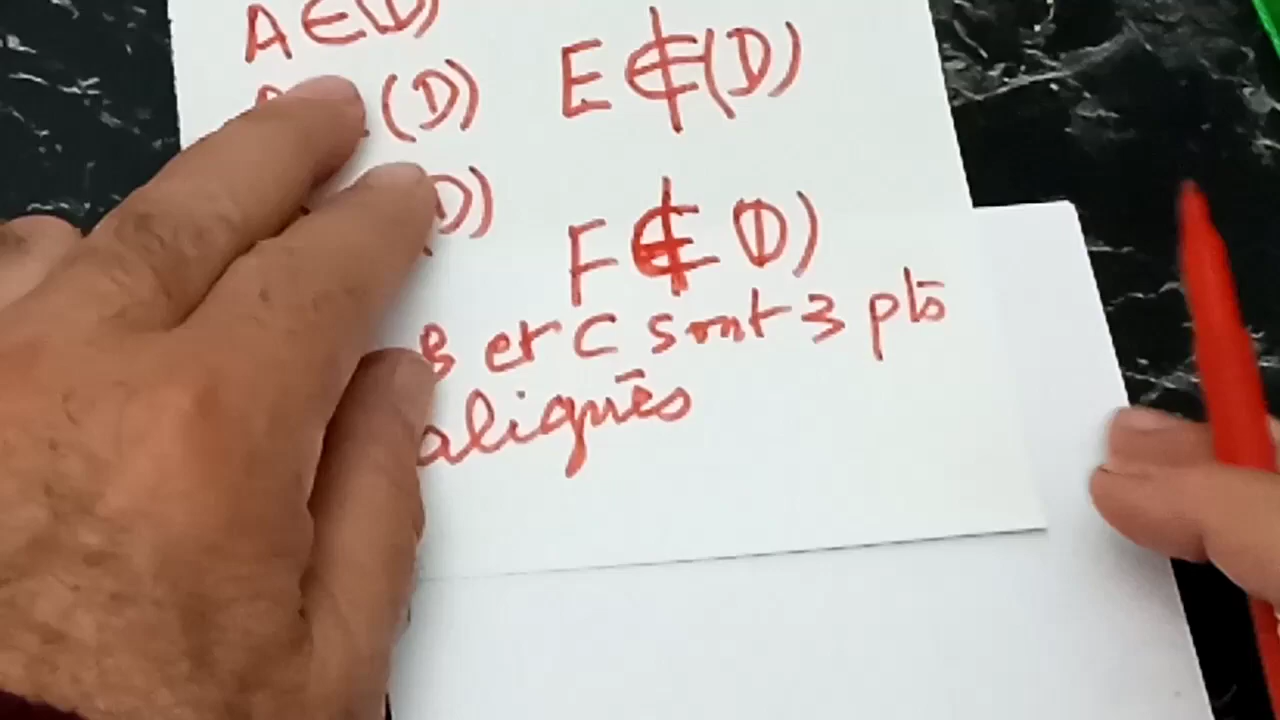 A ∈ (D)
(D) E ∉ (D)
D) F ∉ (D)
B et C sont 3 pts
alignés